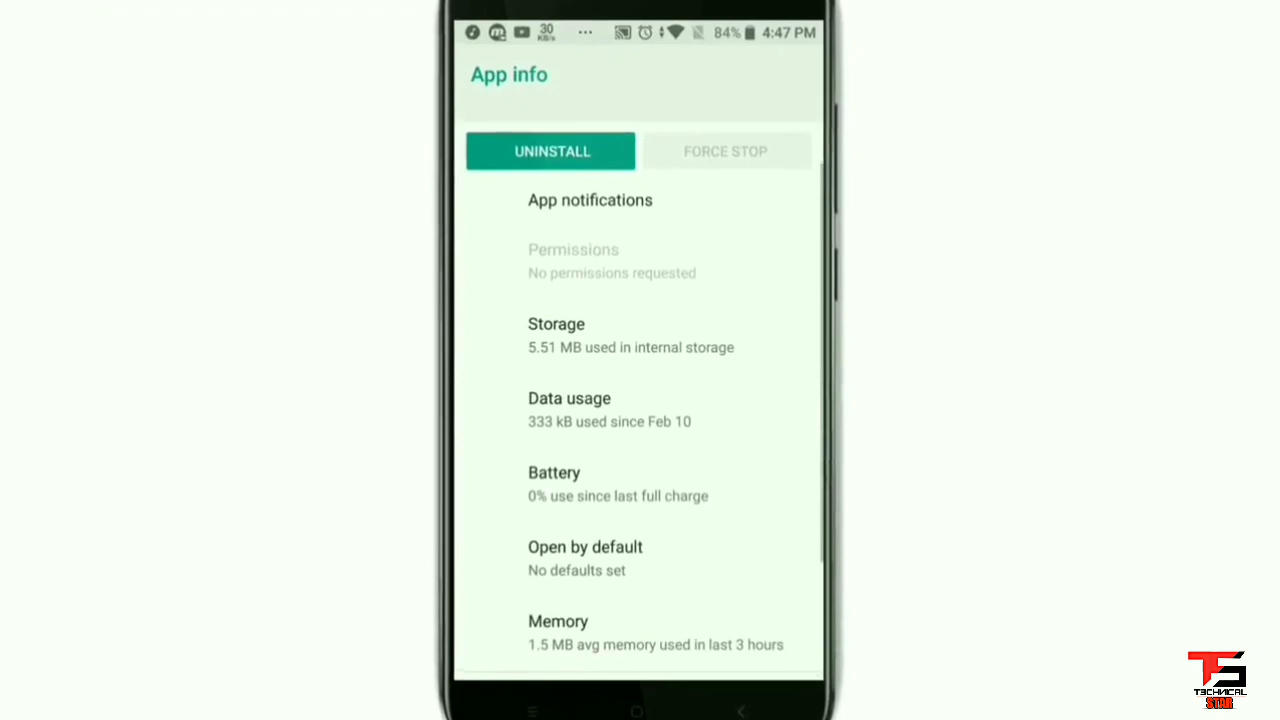 30
KB/s
... 84% 4:47 PM
App info
UNINSTALL
FORCE STOP
App notifications
Permissions
No permissions requested
Storage
5.51 MB used in internal storage
Data usage
333 kB used since Feb 10
Battery
0% use since last full charge
Open by default
No defaults set
Memory
1.5 MB avg memory used in last 3 hours
TS
TECHNICAL
STAR